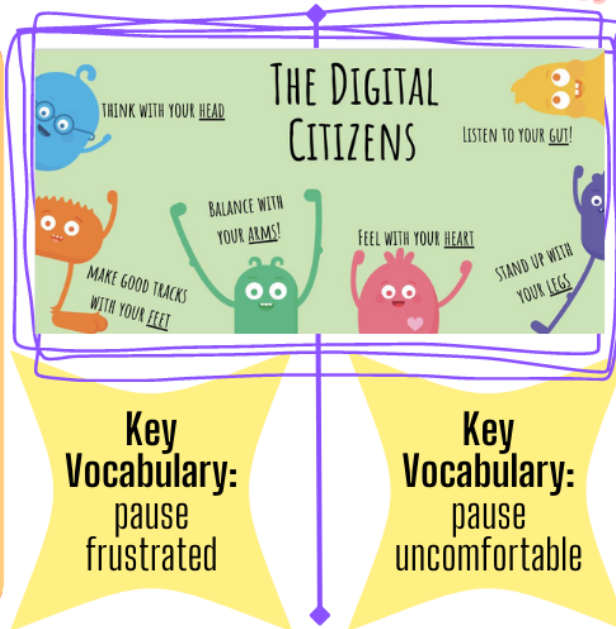 THE DIGITAL
CITIZENS
THINK WITH YOUR HEAD
LISTEN TO YOUR GUT!
BALANCE WITH
YOUR ARMS!
FEEL WITH YOUR HEART
STAND UP WITH
YOUR LEGS
MAKE GOOD TRACKS
WITH YOUR FEET
Key
Vocabulary:
pause
frustrated
Key
Vocabulary:
pause
uncomfortable